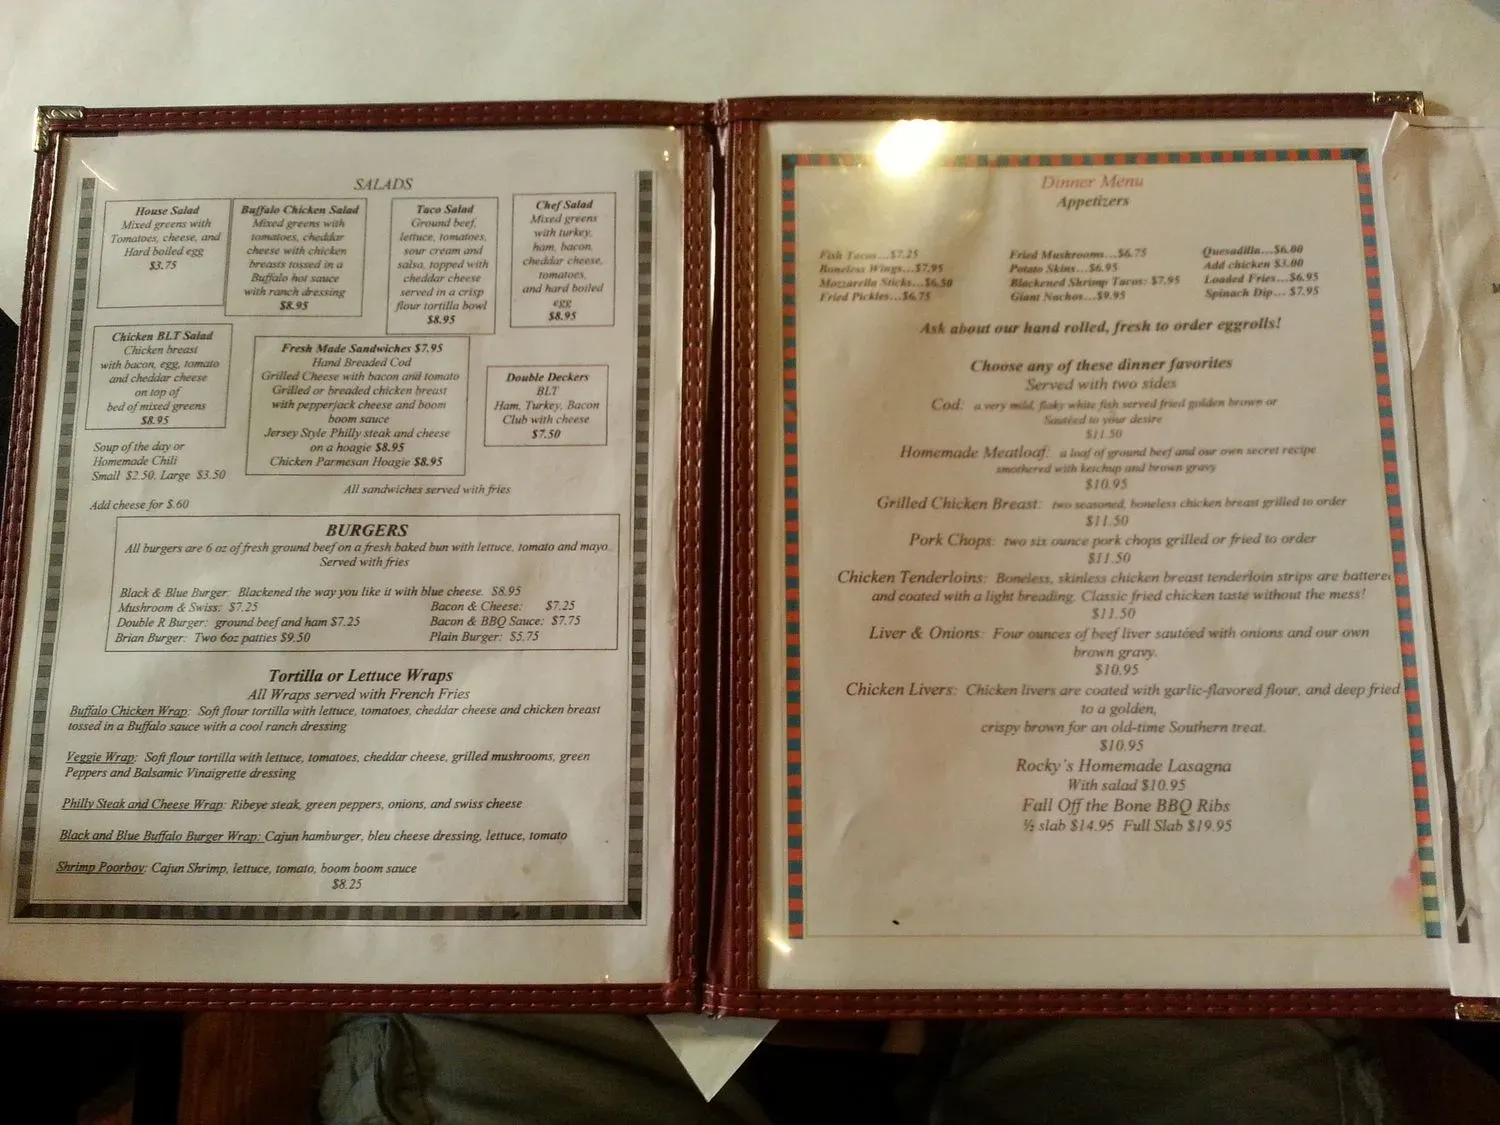 SALADS
House Salad
Mixed greens with
Tomatoes, cheese, and
Hard boiled egg
$3.75
Buffalo Chicken Salad
Mixed greens with
tomatoes, cheddar
cheese with chicken
breasts tossed in a
Buffalo hot sauce
with ranch dressing
$8.95
Taco Salad
Ground beef,
lettuce, tomatoes,
sour cream and
salsa, topped with
cheddar cheese
served in a crisp
flour tortilla bowl
$8.95
Chef Salad
Mixed greens
with turkey,
ham, bacon,
cheddar cheese,
tomatoes,
and hard boiled
egg
$8.95
Chicken BLT Salad
Chicken breast
with bacon, egg, tomato
and cheddar cheese
on top of
bed of mixed greens
$8.95
Fresh Made Sandwiches $7.95
Hand Breaded Cod
Grilled Cheese with bacon and tomato
Grilled or breaded chicken breast
with pepperjack cheese and boom
boom sauce
Jersey Style Philly steak and cheese
on a hoagie $8.95
Chicken Parmesan Hoagie $8.95
Double Deckers
BLT
Ham, Turkey, Bacon
Club with cheese
$7.50
Soup of the day or
Homemade Chili
Small $2.50, Large $3.50
All sandwiches served with fries
Add cheese for $.60
BURGERS
All burgers are 6 oz of fresh ground beef on a fresh baked bun with lettuce, tomato and mayo.
Served with fries
Black & Blue Burger: Blackened the way you like it with blue cheese. $8.95
Mushroom & Swiss: $7.25 Bacon & Cheese: $7.25
Double R Burger: ground beef and ham $7.25 Bacon & BBQ Sauce: $7.75
Brian Burger: Two 6oz patties $9.50 Plain Burger: $5.75
Tortilla or Lettuce Wraps
All Wraps served with French Fries
Buffalo Chicken Wrap: Soft flour tortilla with lettuce, tomatoes, cheddar cheese and chicken breast
tossed in a Buffalo sauce with a cool ranch dressing
Veggie Wrap: Soft flour tortilla with lettuce, tomatoes, cheddar cheese, grilled mushrooms, green
Peppers and Balsamic Vinaigrette dressing
Philly Steak and Cheese Wrap: Ribeye steak, green peppers, onions, and swiss cheese
Black and Blue Buffalo Burger Wrap: Cajun hamburger, bleu cheese dressing, lettuce, tomato
Shrimp Poorboy: Cajun Shrimp, lettuce, tomato, boom boom sauce
$8.25
Dinner Menu
Appetizers
Fish Tacos...$7.25
Boneless Wings...$7.95
Mozzarella Sticks...$6.50
Fried Pickles...$6.75
Fried Mushrooms...$6.75
Potato Skins...$6.95
Blackened Shrimp Tacos: $7.95
Giant Nachos...$9.95
Quesadilla...$6.00
Add chicken $3.00
Loaded Fries...$6.95
Spinach Dip... $7.95
Ask about our hand rolled, fresh to order eggrolls!
Choose any of these dinner favorites
Served with two sides
Cod: a very mild, flaky white fish served fried golden brown or
Sautéed to your desire
$11.50
Homemade Meatloaf: a loaf of ground beef and our own secret recipe
smothered with ketchup and brown gravy
$10.95
Grilled Chicken Breast: two seasoned, boneless chicken breast grilled to order
$11.50
Pork Chops: two six ounce pork chops grilled or fried to order
$11.50
Chicken Tenderloins: Boneless, skinless chicken breast tenderloin strips are battered
and coated with a light breading. Classic fried chicken taste without the mess!
$11.50
Liver & Onions: Four ounces of beef liver sautéed with onions and our own
brown gravy.
$10.95
Chicken Livers: Chicken livers are coated with garlic-flavored flour, and deep fried
to a golden,
crispy brown for an old-time Southern treat.
$10.95
Rocky's Homemade Lasagna
With salad $10.95
Fall Off the Bone BBQ Ribs
½ slab $14.95 Full Slab $19.95